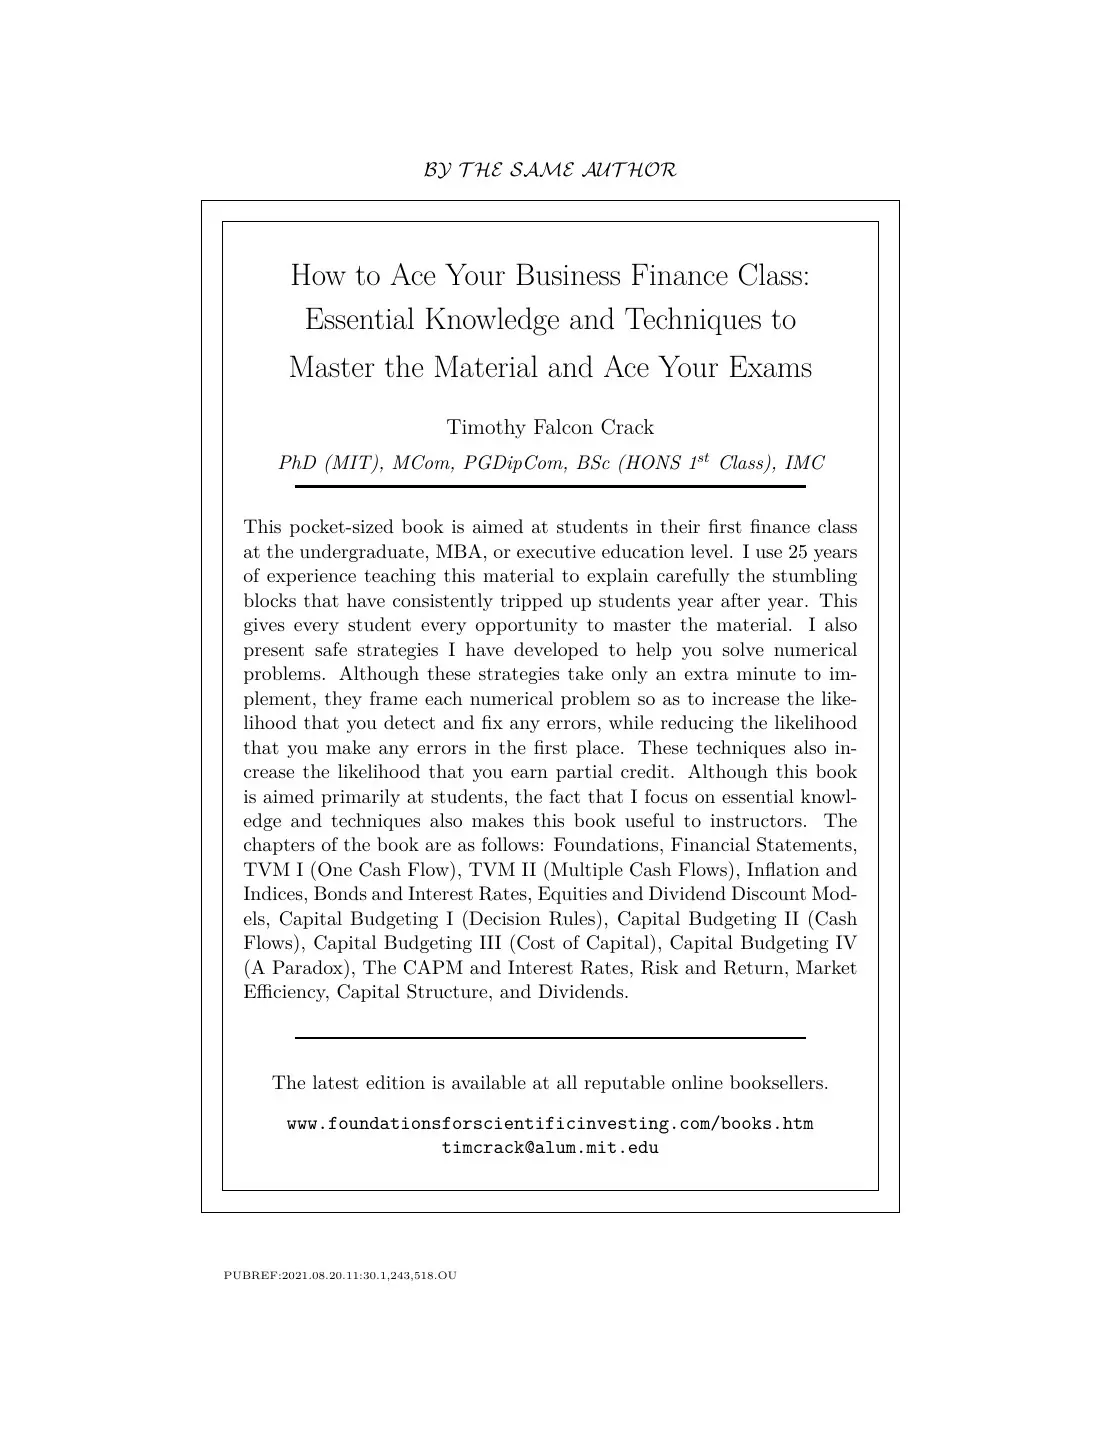 BY THE SAME AUTHOR
How to Ace Your Business Finance Class:
Essential Knowledge and Techniques to
Master the Material and Ace Your Exams
Timothy Falcon Crack
PhD (MIT), MCom, PGDipCom, BSc (HONS 1st Class), IMC
This pocket-sized book is aimed at students in their first finance class
at the undergraduate, MBA, or executive education level. I use 25 years
of experience teaching this material to explain carefully the stumbling
blocks that have consistently tripped up students year after year. This
gives every student every opportunity to master the material. I also
present safe strategies I have developed to help you solve numerical
problems. Although these strategies take only an extra minute to im-
plement, they frame each numerical problem so as to increase the like-
lihood that you detect and fix any errors, while reducing the likelihood
that you make any errors in the first place. These techniques also in-
crease the likelihood that you earn partial credit. Although this book
is aimed primarily at students, the fact that I focus on essential knowl-
edge and techniques also makes this book useful to instructors. The
chapters of the book are as follows: Foundations, Financial Statements,
TVM I (One Cash Flow), TVM II (Multiple Cash Flows), Inflation and
Indices, Bonds and Interest Rates, Equities and Dividend Discount Mod-
els, Capital Budgeting I (Decision Rules), Capital Budgeting II (Cash
Flows), Capital Budgeting III (Cost of Capital), Capital Budgeting IV
(A Paradox), The CAPM and Interest Rates, Risk and Return, Market
Efficiency, Capital Structure, and Dividends.
The latest edition is available at all reputable online booksellers.
www.foundationsforscientificinvesting.com/books.htm
timcrack@alum.mit.edu
PUBREF:2021.08.20.11:30.1,243,518.OU